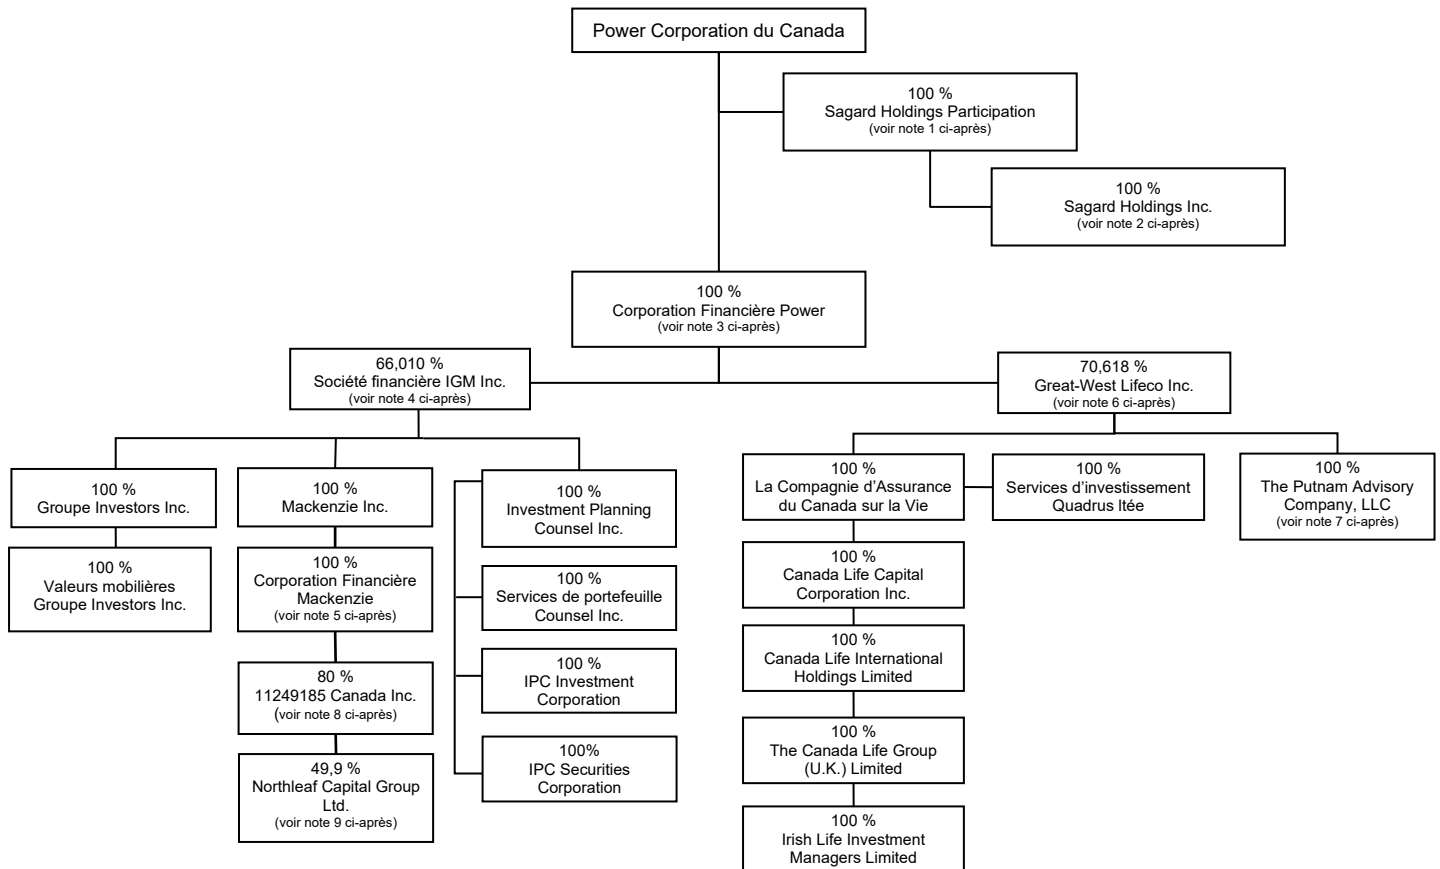 Power Corporation du Canada
100 %
Sagard Holdings Participation
(voir note 1 ci-après)
100 %
Sagard Holdings Inc.
(voir note 2 ci-après)
100 %
Corporation Financière Power
(voir note 3 ci-après)
66,010 %
Société financière IGM Inc.
(voir note 4 ci-après)
70,618 %
Great-West Lifeco Inc.
(voir note 6 ci-après)
100 %
Groupe Investors Inc.
100 %
Valeurs mobilières
Groupe Investors Inc.
100 %
Mackenzie Inc.
100 %
Corporation Financière
Mackenzie
(voir note 5 ci-après)
80 %
11249185 Canada Inc.
(voir note 8 ci-après)
49,9 %
Northleaf Capital Group
Ltd.
(voir note 9 ci-après)
100 %
Investment Planning
Counsel Inc.
100 %
Services de portefeuille
Counsel Inc.
100 %
IPC Investment
Corporation
100%
IPC Securities
Corporation
100 %
La Compagnie d'Assurance
du Canada sur la Vie
100 %
Services d'investissement
Quadrus ltée
100 %
The Putnam Advisory
Company, LLC
(voir note 7 ci-après)
100 %
Canada Life Capital
Corporation Inc.
100 %
Canada Life International
Holdings Limited
100 %
The Canada Life Group
(U.K.) Limited
100 %
Irish Life Investment
Managers Limited